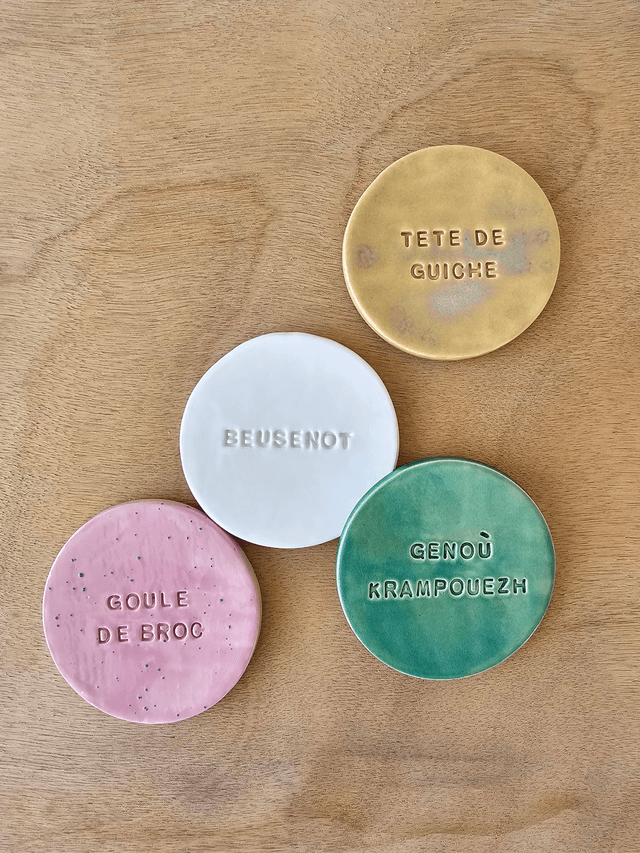 TETE DE
GUICHE
BEUSENOT
GENOÙ
KRAMPOUEZH
GOULE
DE BROC